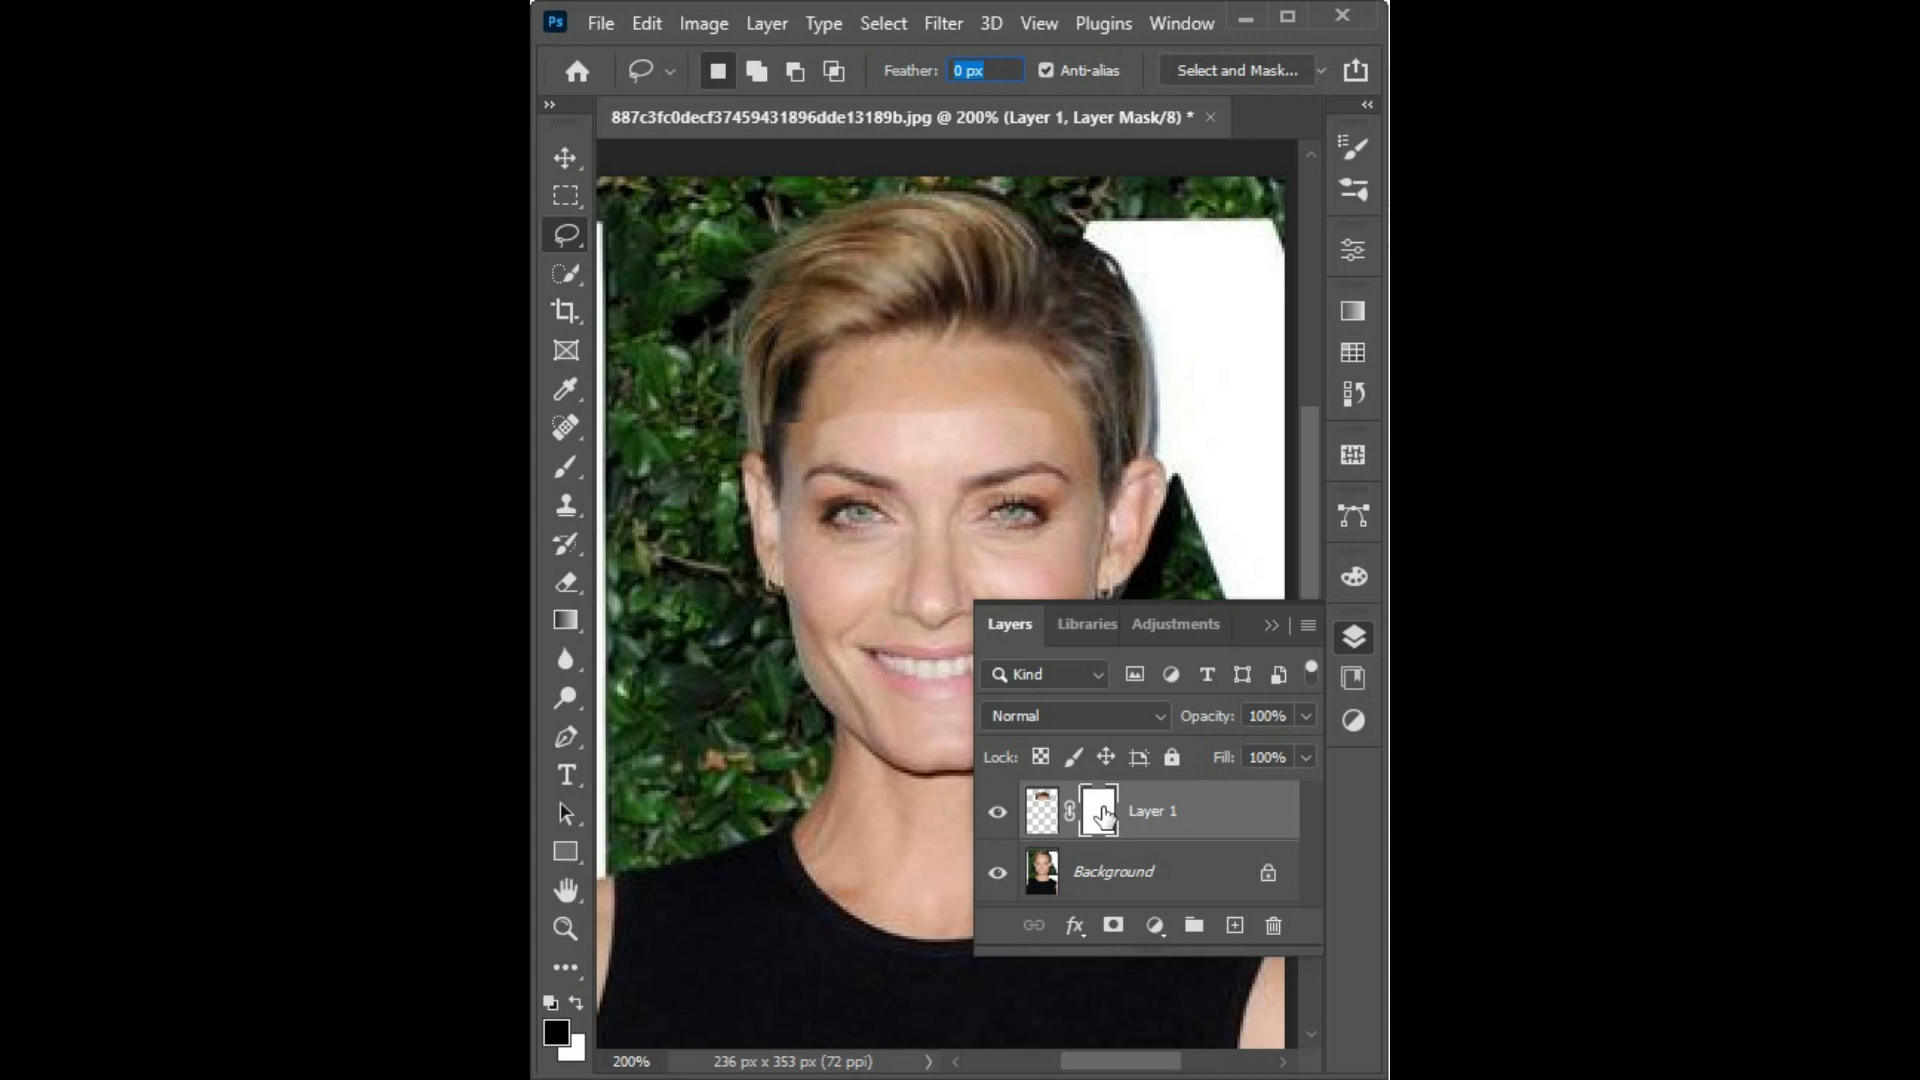 Ps File Edit Image Layer Type Select Filter 3D View Plugins Window
Feather: 0 px Anti-alias Select and Mask...
887c3fc0decf37459431896dde13189b.jpg @ 200% (Layer 1, Layer Mask/8) *
Layers Libraries Adjustments
Kind
Normal Opacity: 100%
Lock: Fill: 100%
Layer 1
Background
fx
200% 236 px x 353 px (72 ppi)